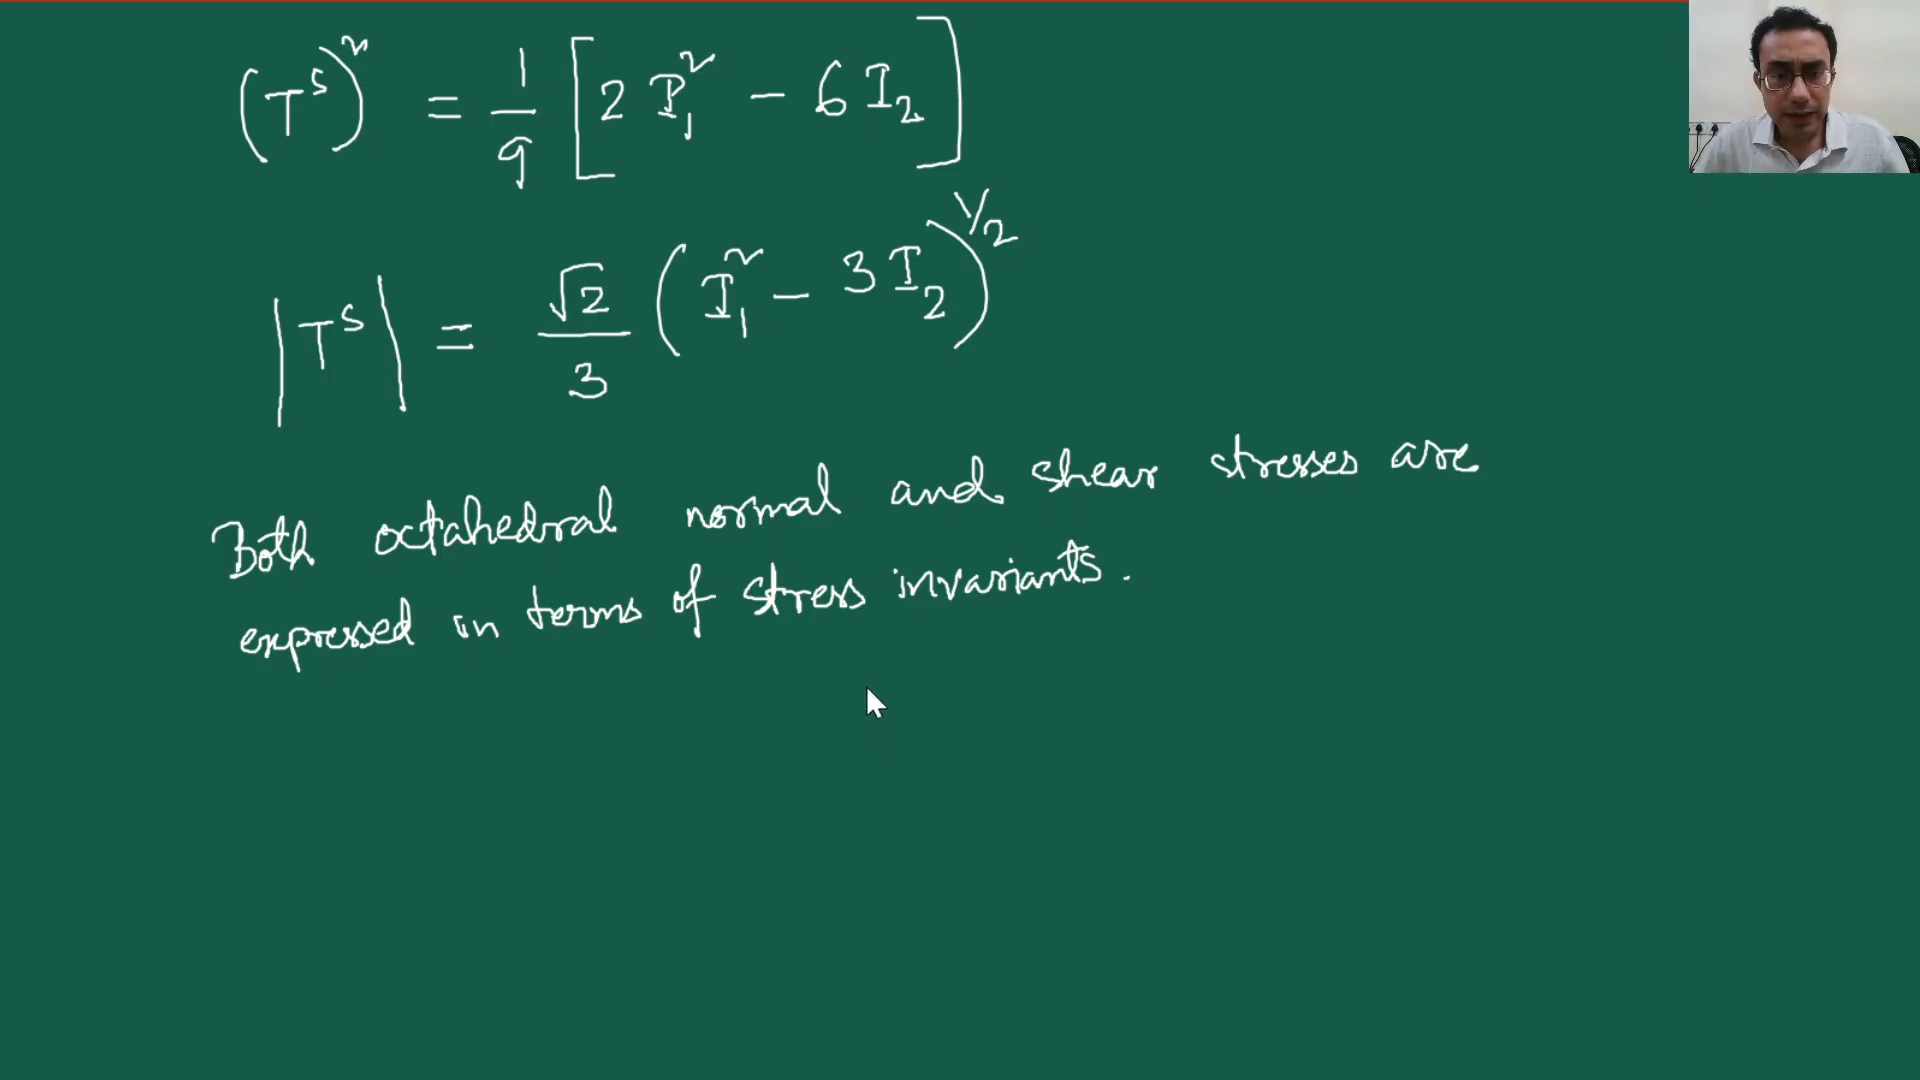 (T^S)^2 = 1/9 [2 I_1^2 - 6 I_2]
|T^S| = √2/3 (I_1^2 - 3 I_2)^1/2
Both octahedral normal and shear stresses are
expressed in terms of stress invariants.